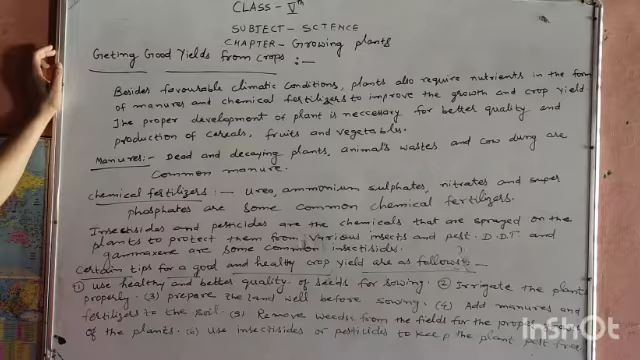 CLASS - Vth
SUBJECT - SCIENCE
CHAPTER - Growing plants
Geting Good Yields from crops :-
Besides favourable climatic conditions, plants also require nutrients in the form
of manures and chemical fertilizers to improve the growth and crop yield
The proper development of plant is neccessary for better quality and
production of cereals, fruits and vegetables.
Manures:- Dead and decaying plants, animals wastes and cow dung are
common manure.
chemical fertilizers :- Urea, ammonium sulphates, nitrates and super
phosphates are some common chemical fertilizers.
Insectisides and pesticides are the chemicals that are sprayed on the
plants to protect them from various insects and pest. D.D.T and
gammaxene are some common insectisides.
Certain tips for a good and healthy crop yield are as follows:-
(1) Use healthy and better quality of seeds for sowing. (2) Irrigate the plants
properly. (3) prepare the land well before sowing. (4) Add manures and
fertilizers to the soil. (5) Remove weeds from the fields for the proper
of the plants. (6) Use insectisides or pesticides to keep the plant pest free
InShOt